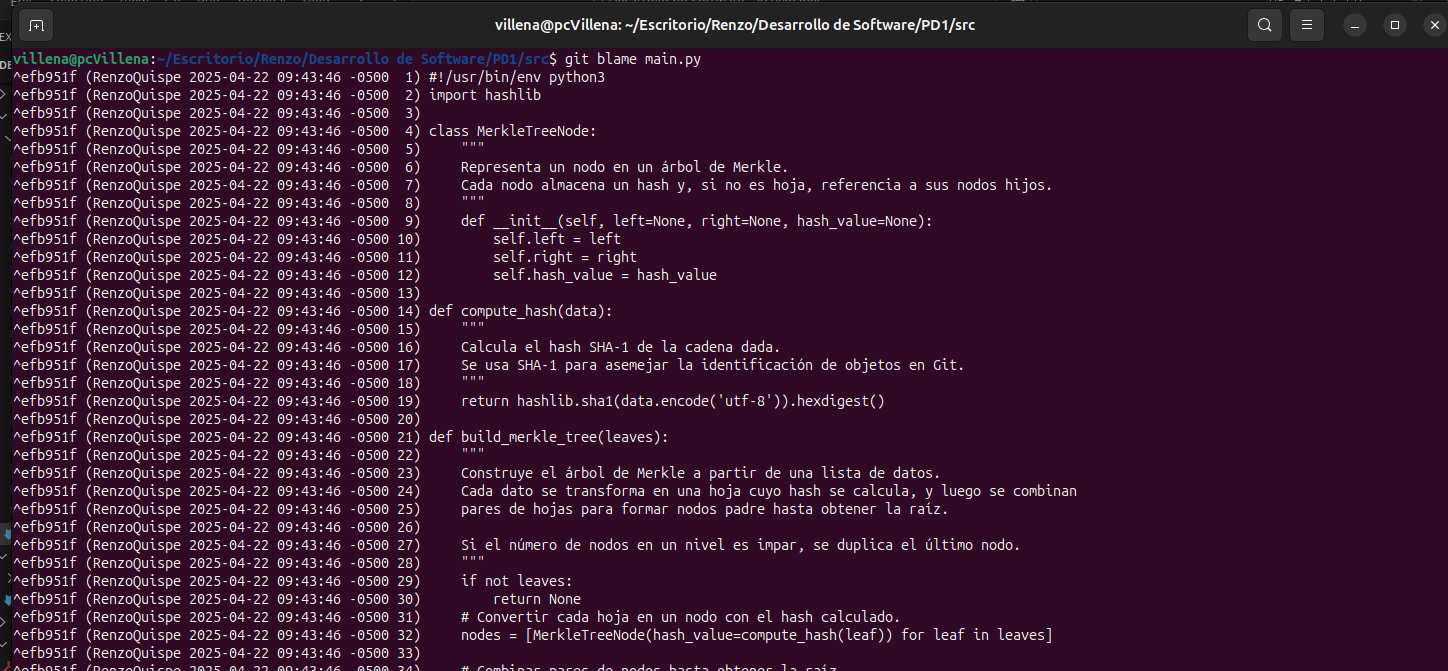 villena@pcVillena: ~/Escritorio/Renzo/Desarrollo de Software/PD1/src
villena@pcVillena:~/Escritorio/Renzo/Desarrollo de Software/PD1/src$ git blame main.py
^efb951f (RenzoQuispe 2025-04-22 09:43:46 -0500  1) #!/usr/bin/env python3
^efb951f (RenzoQuispe 2025-04-22 09:43:46 -0500  2) import hashlib
^efb951f (RenzoQuispe 2025-04-22 09:43:46 -0500  3)
^efb951f (RenzoQuispe 2025-04-22 09:43:46 -0500  4) class MerkleTreeNode:
^efb951f (RenzoQuispe 2025-04-22 09:43:46 -0500  5)     """
^efb951f (RenzoQuispe 2025-04-22 09:43:46 -0500  6)     Representa un nodo en un árbol de Merkle.
^efb951f (RenzoQuispe 2025-04-22 09:43:46 -0500  7)     Cada nodo almacena un hash y, si no es hoja, referencia a sus nodos hijos.
^efb951f (RenzoQuispe 2025-04-22 09:43:46 -0500  8)     """
^efb951f (RenzoQuispe 2025-04-22 09:43:46 -0500  9)     def __init__(self, left=None, right=None, hash_value=None):
^efb951f (RenzoQuispe 2025-04-22 09:43:46 -0500 10)         self.left = left
^efb951f (RenzoQuispe 2025-04-22 09:43:46 -0500 11)         self.right = right
^efb951f (RenzoQuispe 2025-04-22 09:43:46 -0500 12)         self.hash_value = hash_value
^efb951f (RenzoQuispe 2025-04-22 09:43:46 -0500 13)
^efb951f (RenzoQuispe 2025-04-22 09:43:46 -0500 14) def compute_hash(data):
^efb951f (RenzoQuispe 2025-04-22 09:43:46 -0500 15)     """
^efb951f (RenzoQuispe 2025-04-22 09:43:46 -0500 16)     Calcula el hash SHA-1 de la cadena dada.
^efb951f (RenzoQuispe 2025-04-22 09:43:46 -0500 17)     Se usa SHA-1 para asemejar la identificación de objetos en Git.
^efb951f (RenzoQuispe 2025-04-22 09:43:46 -0500 18)     """
^efb951f (RenzoQuispe 2025-04-22 09:43:46 -0500 19)     return hashlib.sha1(data.encode('utf-8')).hexdigest()
^efb951f (RenzoQuispe 2025-04-22 09:43:46 -0500 20)
^efb951f (RenzoQuispe 2025-04-22 09:43:46 -0500 21) def build_merkle_tree(leaves):
^efb951f (RenzoQuispe 2025-04-22 09:43:46 -0500 22)     """
^efb951f (RenzoQuispe 2025-04-22 09:43:46 -0500 23)     Construye el árbol de Merkle a partir de una lista de datos.
^efb951f (RenzoQuispe 2025-04-22 09:43:46 -0500 24)     Cada dato se transforma en una hoja cuyo hash se calcula, y luego se combinan
^efb951f (RenzoQuispe 2025-04-22 09:43:46 -0500 25)     pares de hojas para formar nodos padre hasta obtener la raíz.
^efb951f (RenzoQuispe 2025-04-22 09:43:46 -0500 26)
^efb951f (RenzoQuispe 2025-04-22 09:43:46 -0500 27)     Si el número de nodos en un nivel es impar, se duplica el último nodo.
^efb951f (RenzoQuispe 2025-04-22 09:43:46 -0500 28)     """
^efb951f (RenzoQuispe 2025-04-22 09:43:46 -0500 29)     if not leaves:
^efb951f (RenzoQuispe 2025-04-22 09:43:46 -0500 30)         return None
^efb951f (RenzoQuispe 2025-04-22 09:43:46 -0500 31)     # Convertir cada hoja en un nodo con el hash calculado.
^efb951f (RenzoQuispe 2025-04-22 09:43:46 -0500 32)     nodes = [MerkleTreeNode(hash_value=compute_hash(leaf)) for leaf in leaves]
^efb951f (RenzoQuispe 2025-04-22 09:43:46 -0500 33)
^efb951f (RenzoQuispe 2025-04-22 09:43:46 -0500 34)     # Combinar pares de nodos hasta obtener la raíz